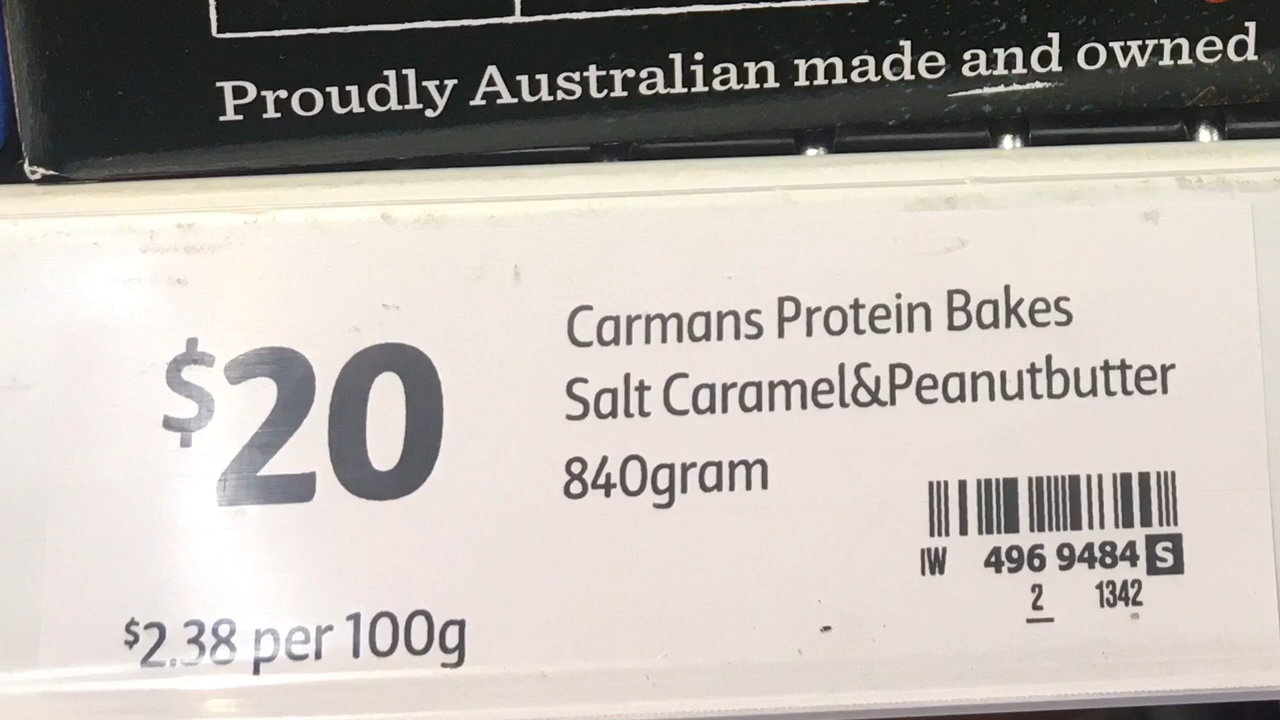 Proudly Australian made and owned
$20
Carmans Protein Bakes
Salt Caramel&Peanutbutter
840gram
IW 496 9484 S
2 1342
$2.38 per 100g